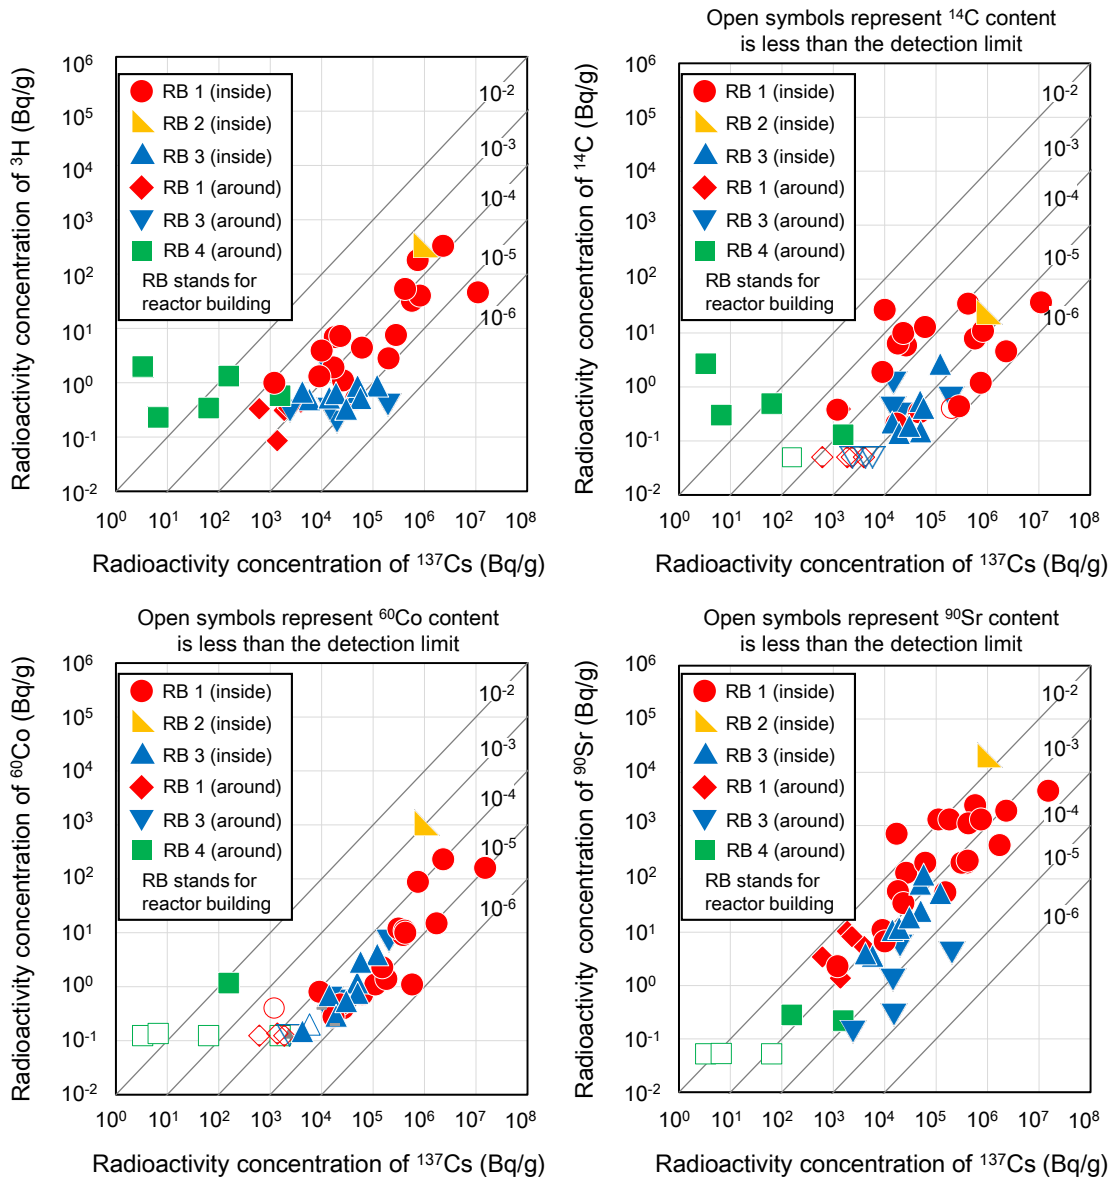 Radioactivity concentration of ³H (Bq/g)
10⁶
10⁵
10⁴
10³
10²
10¹
10⁰
10⁻¹
10⁻²
RB 1 (inside)
RB 2 (inside)
RB 3 (inside)
RB 1 (around)
RB 3 (around)
RB 4 (around)
RB stands for
reactor building
10⁻²
10⁻³
10⁻⁴
10⁻⁵
10⁻⁶
10⁰ 10¹ 10² 10³ 10⁴ 10⁵ 10⁶ 10⁷ 10⁸
Radioactivity concentration of ¹³⁷Cs (Bq/g)
Open symbols represent ¹⁴C content
is less than the detection limit
Radioactivity concentration of ¹⁴C (Bq/g)
10⁶
10⁵
10⁴
10³
10²
10¹
10⁰
10⁻¹
10⁻²
RB 1 (inside)
RB 2 (inside)
RB 3 (inside)
RB 1 (around)
RB 3 (around)
RB 4 (around)
RB stands for
reactor building
10⁻²
10⁻³
10⁻⁴
10⁻⁵
10⁻⁶
10⁰ 10¹ 10² 10³ 10⁴ 10⁵ 10⁶ 10⁷ 10⁸
Radioactivity concentration of ¹³⁷Cs (Bq/g)
Open symbols represent ⁶⁰Co content
is less than the detection limit
Radioactivity concentration of ⁶⁰Co (Bq/g)
10⁶
10⁵
10⁴
10³
10²
10¹
10⁰
10⁻¹
10⁻²
RB 1 (inside)
RB 2 (inside)
RB 3 (inside)
RB 1 (around)
RB 3 (around)
RB 4 (around)
RB stands for
reactor building
10⁻²
10⁻³
10⁻⁴
10⁻⁵
10⁻⁶
10⁰ 10¹ 10² 10³ 10⁴ 10⁵ 10⁶ 10⁷ 10⁸
Radioactivity concentration of ¹³⁷Cs (Bq/g)
Open symbols represent ⁹⁰Sr content
is less than the detection limit
Radioactivity concentration of ⁹⁰Sr (Bq/g)
10⁶
10⁵
10⁴
10³
10²
10¹
10⁰
10⁻¹
10⁻²
RB 1 (inside)
RB 2 (inside)
RB 3 (inside)
RB 1 (around)
RB 3 (around)
RB 4 (around)
RB stands for
reactor building
10⁻²
10⁻³
10⁻⁴
10⁻⁵
10⁻⁶
10⁰ 10¹ 10² 10³ 10⁴ 10⁵ 10⁶ 10⁷ 10⁸
Radioactivity concentration of ¹³⁷Cs (Bq/g)